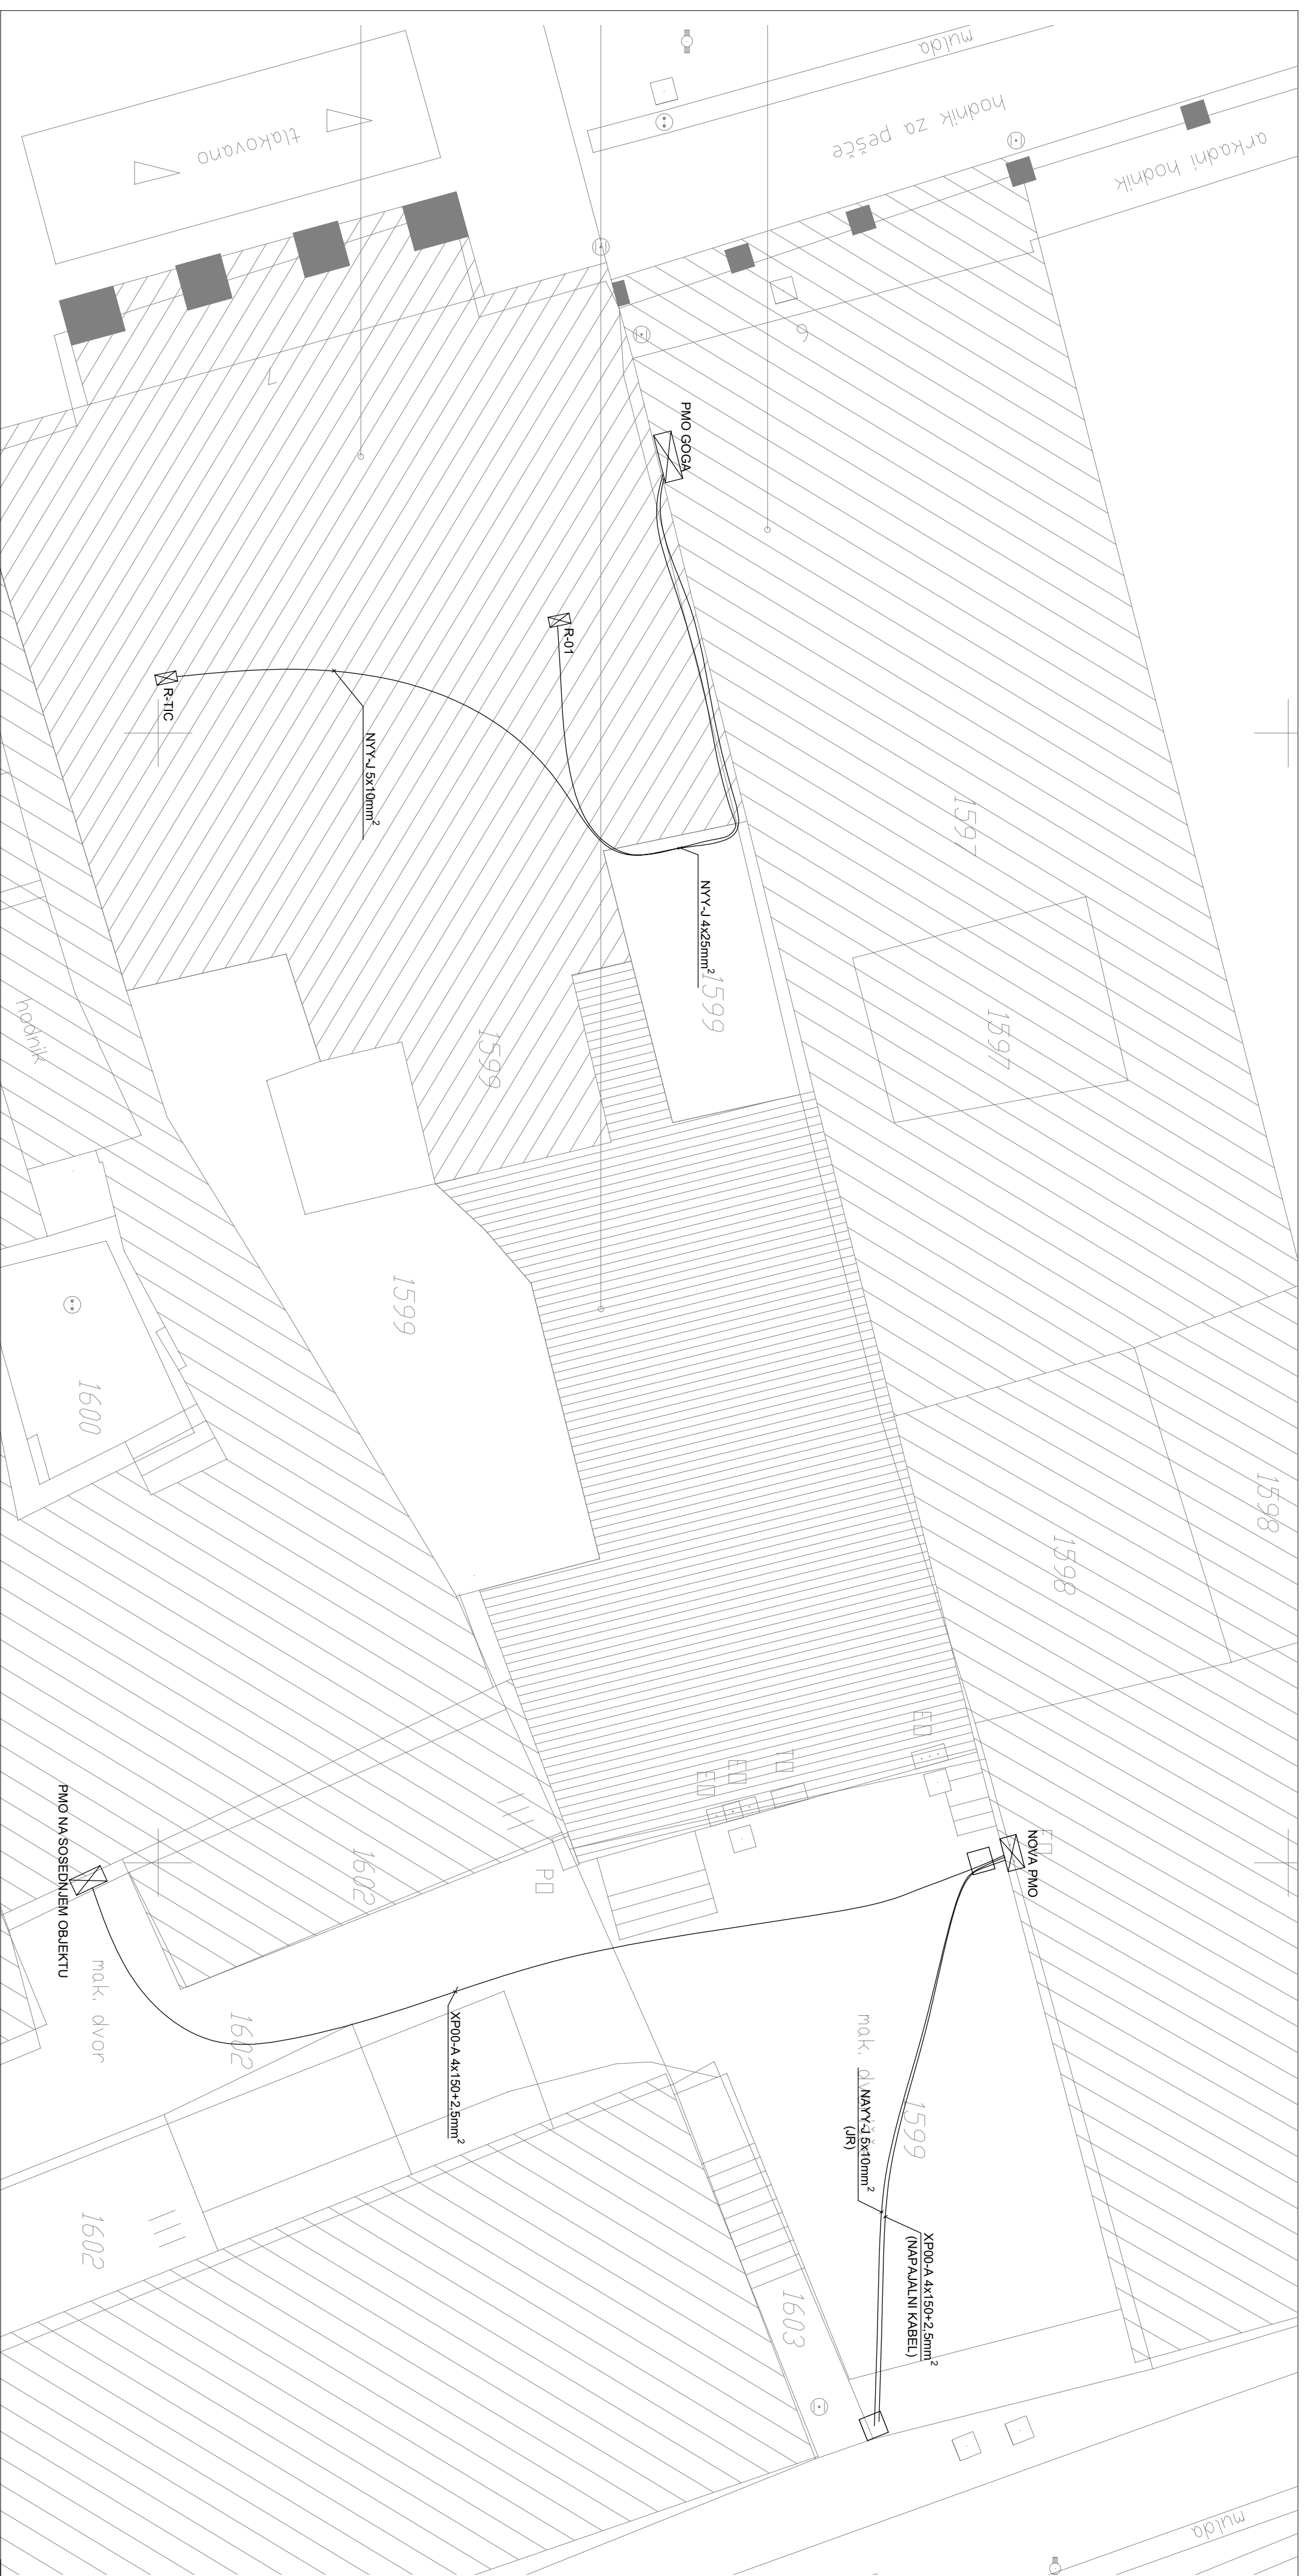 mulda
hodnik za pešče
arkadni hodnik
tlakovano
PMO GOGA
R-01
R-TIC
NYY-J 5x10mm²
NYY-J 4x25mm²
1597
1597
1599
1599
hodnik
1599
1600
1598
1598
NOVA PMO
PMO NA SOSEDNJEM OBJEKTU
1602
mak. dvor
1602
XP00-A 4x150+2,5mm²
NAYY-J 5x10mm²
(JR)
1599
XP00-A 4x150+2,5mm²
(NAPAJALNI KABEL)
1602
1603
mulda